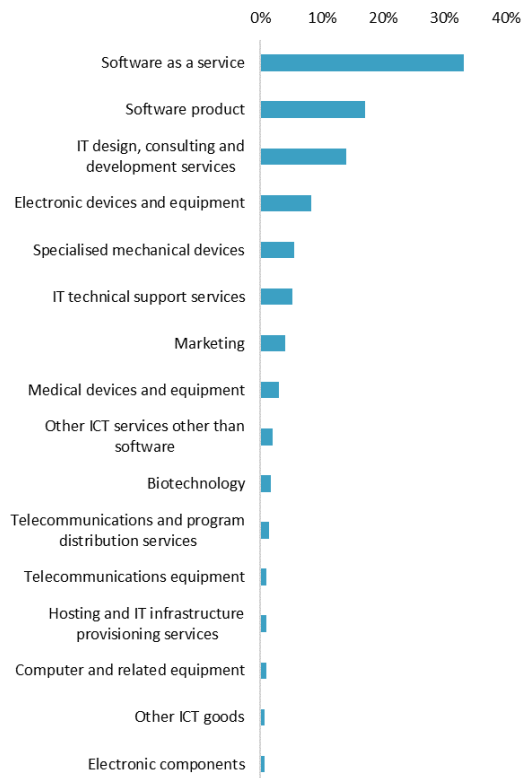 0% 10% 20% 30% 40%
Software as a service
Software product
IT design, consulting and
development services
Electronic devices and equipment
Specialised mechanical devices
IT technical support services
Marketing
Medical devices and equipment
Other ICT services other than
software
Biotechnology
Telecommunications and program
distribution services
Telecommunications equipment
Hosting and IT infrastructure
provisioning services
Computer and related equipment
Other ICT goods
Electronic components